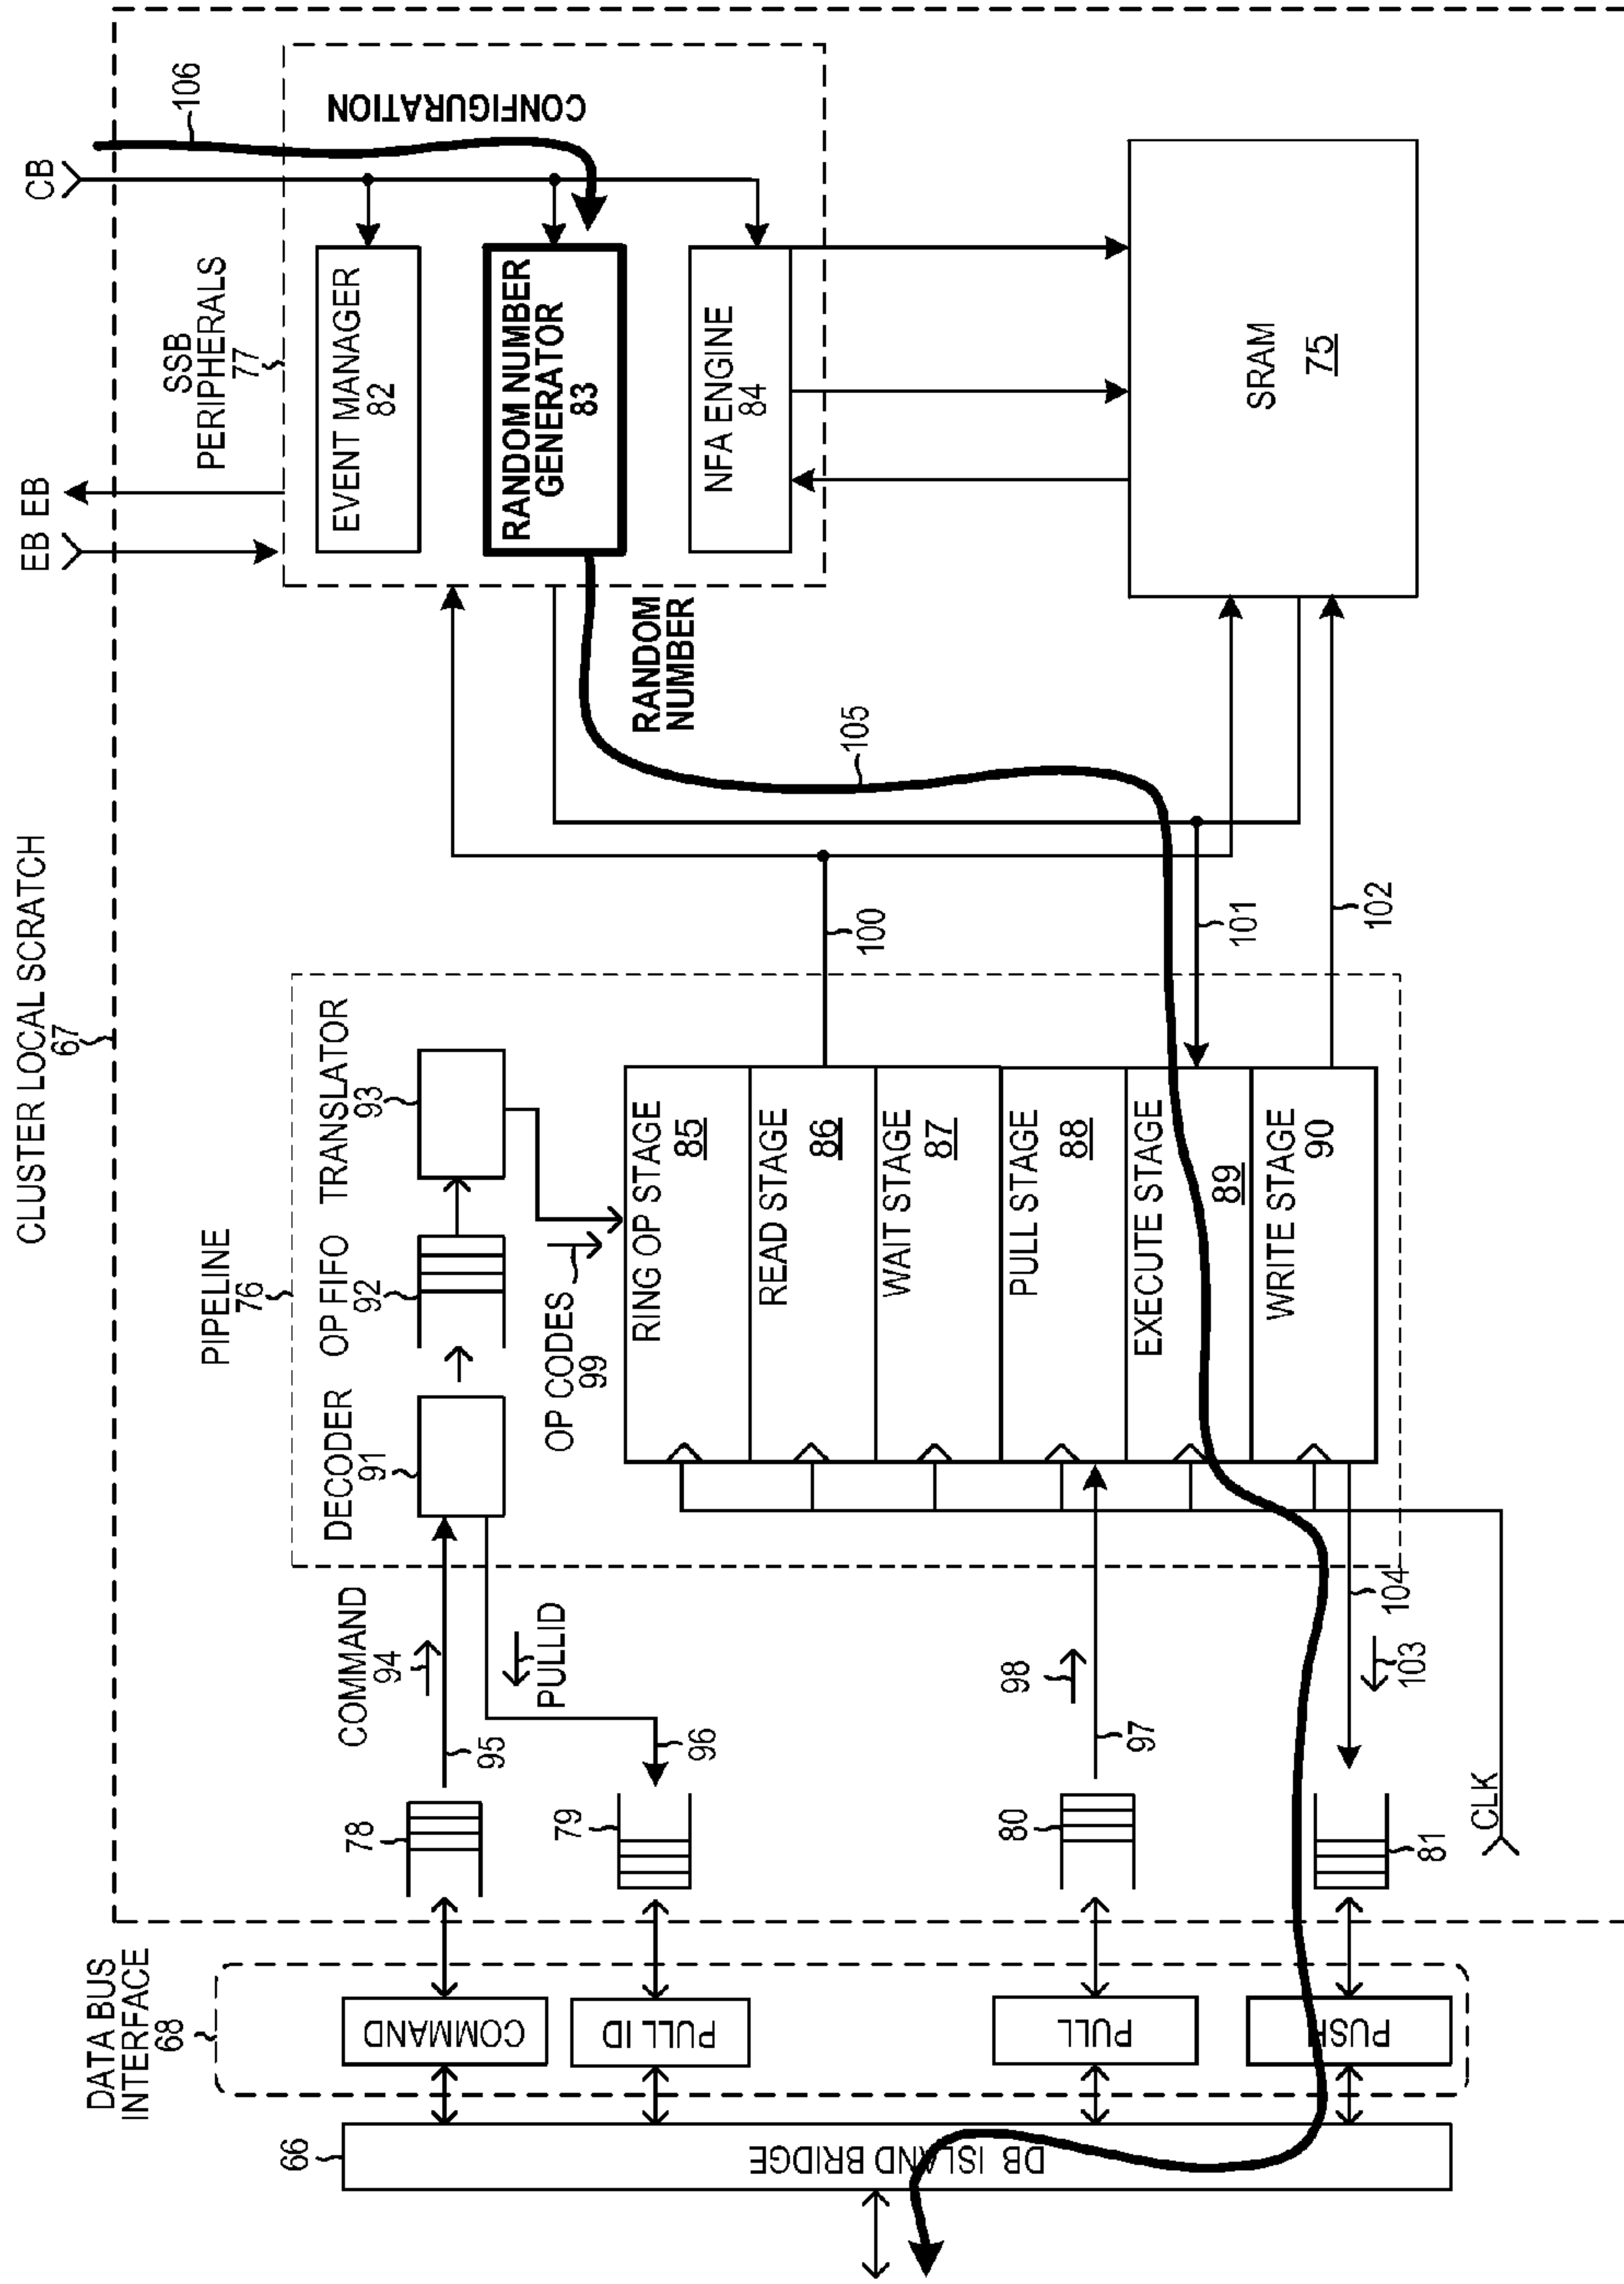 CLUSTER LOCAL SCRATCH
67
DATA BUS
INTERFACE
68
66
DB ISLAND BRIDGE
COMMAND
PULL ID
PULL
PUSH
78
79
80
81
COMMAND
94
95
PULLID
96
98
97
103
104
CLK
PIPELINE
76
DECODER
91
OP FIFO
92
TRANSLATOR
93
OP CODES
99
RING OP STAGE
85
READ STAGE
86
WAIT STAGE
87
PULL STAGE
88
EXECUTE STAGE
89
WRITE STAGE
90
100
101
102
105
RANDOM
NUMBER
EB
EB
CB
106
SSB
PERIPHERALS
77
CONFIGURATION
EVENT MANAGER
82
RANDOM NUMBER
GENERATOR
83
NFA ENGINE
84
SRAM
75